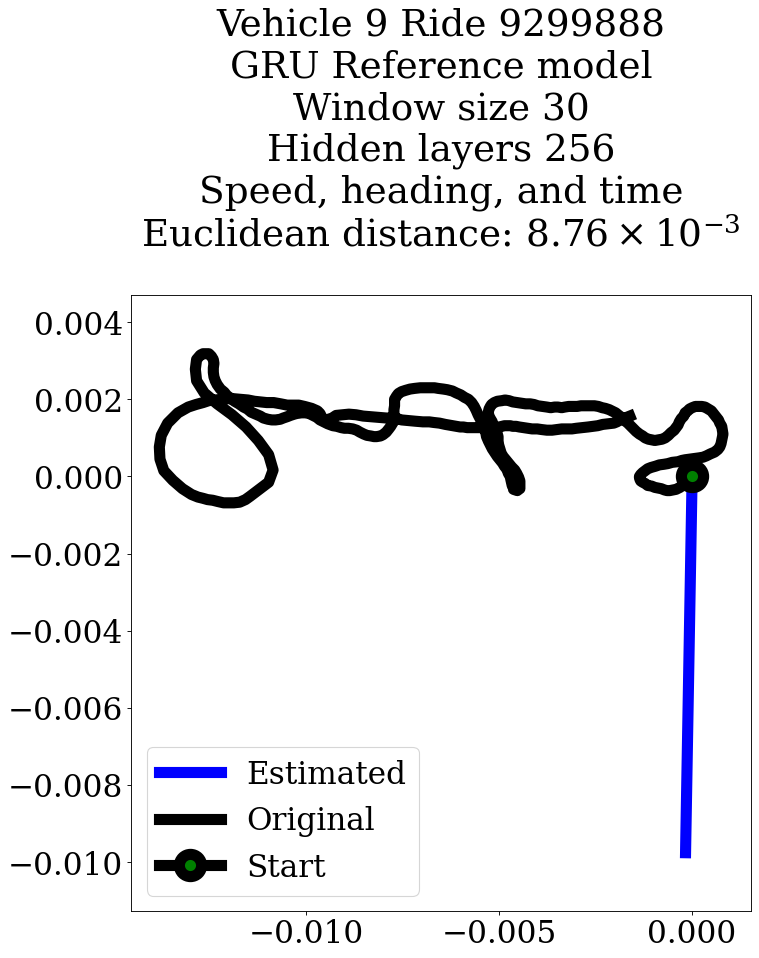 Vehicle 9 Ride 9299888
GRU Reference model
Window size 30
Hidden layers 256
Speed, heading, and time
Euclidean distance: 8.76 × 10⁻³
0.004
0.002
0.000
−0.002
−0.004
−0.006
−0.008
−0.010
Estimated
Original
Start
−0.010 −0.005 0.000